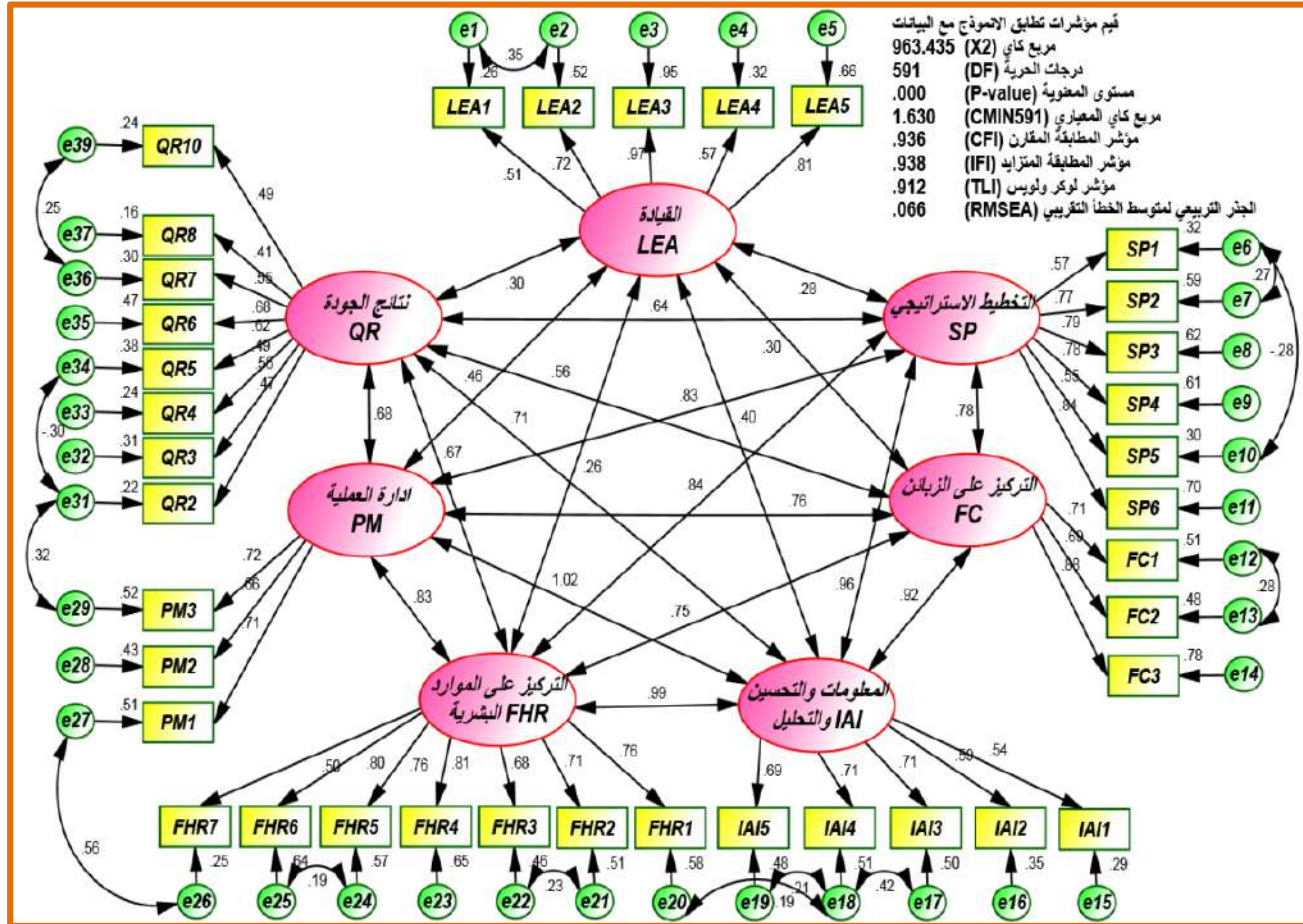 قيم مؤشرات تطابق الانموذج مع البيانات
مربع كاي (X2) 963.435
درجات الحرية (DF) 591
مستوى المعنوية (P-value) .000
مربع كاي المعياري (CMIN591) 1.630
مؤشر المطابقة المقارن (CFI) .936
مؤشر المطابقة المتزايد (IFI) .938
مؤشر لوكر ولويس (TLI) .912
الجذر التربيعي لمتوسط الخطأ التقريبي (RMSEA) .066
e1 e2 e3 e4 e5
.35
.26 .52 .95 .32 .66
LEA1 LEA2 LEA3 LEA4 LEA5
.51 .72 .97 .57 .81
القيادة
LEA
e39 .24 QR10 .49
.25
e37 .16 QR8 .41
e36 .30 QR7
e35 .47 QR6
e34 .38 QR5 .62
e33 .24 QR4
-.30
e32 .31 QR3
e31 .22 QR2 .47
نتائج الجودة
QR
التخطيط الاستراتيجي
SP
.57 SP1 .32 e6
.77 SP2 .59 e7 .27
.79 SP3 .62 e8
.78 SP4 .61 e9
.55 SP5 .30 e10
.84 SP6 .70 e11
-.28
.30 .28
.64
.30
.46 .56 .71 .83 .40 .78
.68 .67 .26 .84 .76
ادارة العملية
PM
التركيز على الزبائن
FC
.71 FC1 .51 e12
.69 FC2 .48 e13
.88 FC3 .78 e14
.28
.32
e29 .52 PM3 .72
e28 .43 PM2 .66
e27 .51 PM1 .71
.83 1.02 .75 .96 .92
.99
التركيز على الموارد
البشرية FHR
المعلومات والتحسين
والتحليل IAI
.50 .80 .76 .81 .68 .71 .76
.69 .71 .71 .59 .54
FHR7 FHR6 FHR5 FHR4 FHR3 FHR2 FHR1 IAI5 IAI4 IAI3 IAI2 IAI1
.25 .64 .57 .65 .46 .51 .58 .48 .51 .50 .35 .29
.56 .19 .23 .19 .21 .42
e26 e25 e24 e23 e22 e21 e20 e19 e18 e17 e16 e15